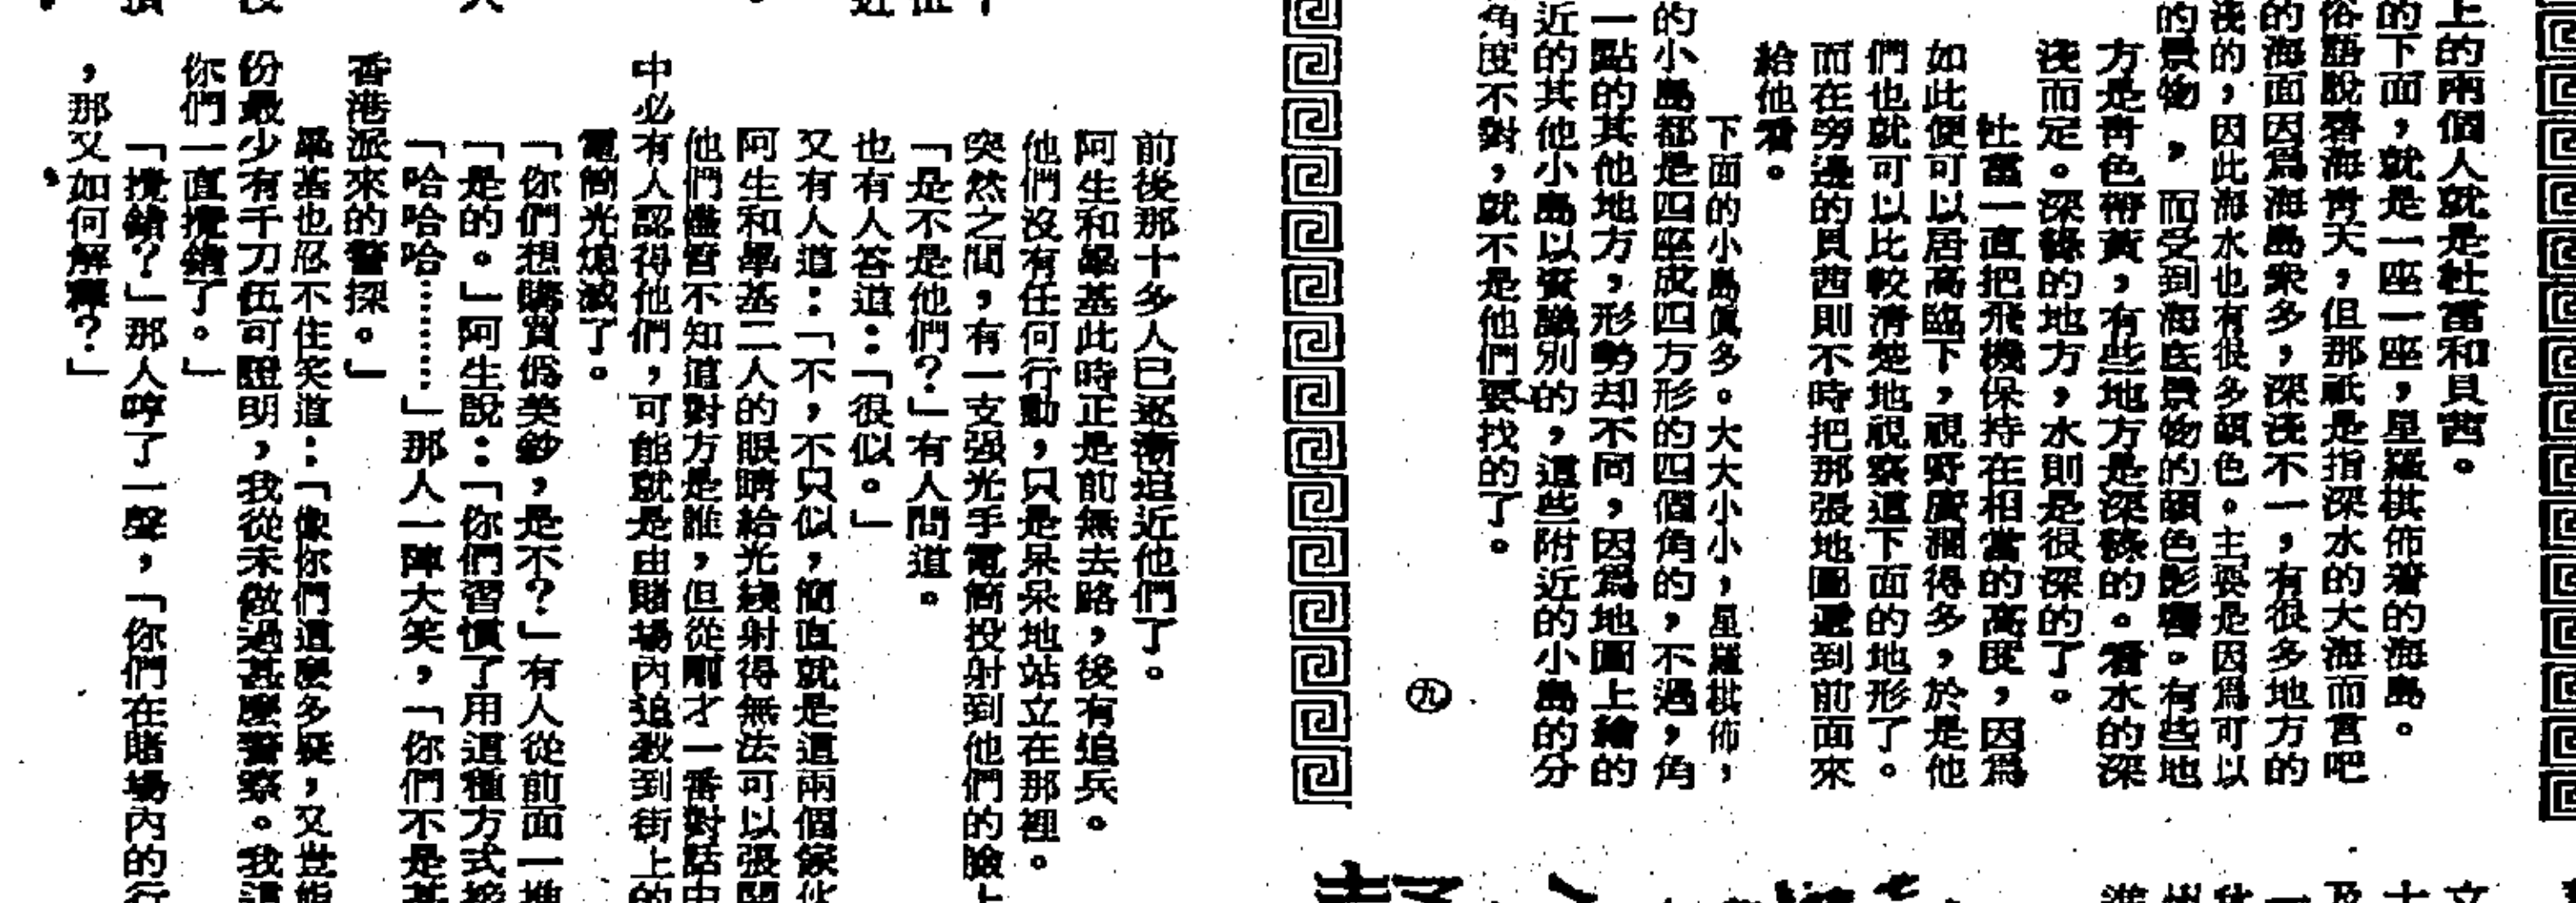 上的兩個人就是杜富和貝茜。
的下面，就是一座一座，星羅棋佈着的海島。
俗語說碧海青天，但那祇是指深水的大海而言吧
的海面因爲海島衆多，深淺不一，有很多地方的
淺的，因此海水也有很多顏色。主要是因爲可以
的景物，而受到海底景物的顏色影響。有些地
方是青色帶黃，有些地方是深綠的。看水的深
淺而定。深綠的地方，水則是很深的了。
杜富一直把飛機保持在相當的高度，因爲
如此便可以居高臨下，視野廣濶得多，於是他
們也就可以比較清楚地視察這下面的地形了。
而在旁邊的貝茜則不時把那張地圖遞到前面來
給他看。
下面的小島眞多。大大小小，星羅棋佈，
的小島都是四座成四方形的四個角的，不過，角
一點的其他地方，形勢却不同，因爲地圖上繪的
近的其他小島以資識別的，這些附近的小島的分
角度不對，就不是他們要找的了。
㊈
前後那十多人已逐漸迫近他們了。
阿生和畢基此時正是前無去路，後有追兵。
他們沒有任何行動，只是呆呆地站立在那裡。
突然之間，有一支强光手電筒投射到他們的臉上
「是不是他們？」有人問道。
也有人答道：「很似。」
又有人道：「不，不只似，簡直就是這兩個傢伙
阿生和畢基二人的眼睛給光綫射得無法可以張開
他們儘管不知道對方是誰，但從剛才一番對話中
中必有人認得他們，可能就是由賭場內追殺到街上的
電筒光熄滅了。
「你們想購買僞美鈔，是不？」有人從前面一堆
「是的。」阿生說：「你們習慣了用這種方式接
「哈哈哈………」那人一陣大笑，「你們不是甚
香港派來的警探。」
畢基也忍不住笑道：「像你們這麼多疑，又豈能
份最少有千刀伍可證明，我從未做過甚麼警察。我這
你們一直攪錯了。」
「攪錯？」那人哼了一聲，「你們在賭場內的行
，那又如何解釋？」